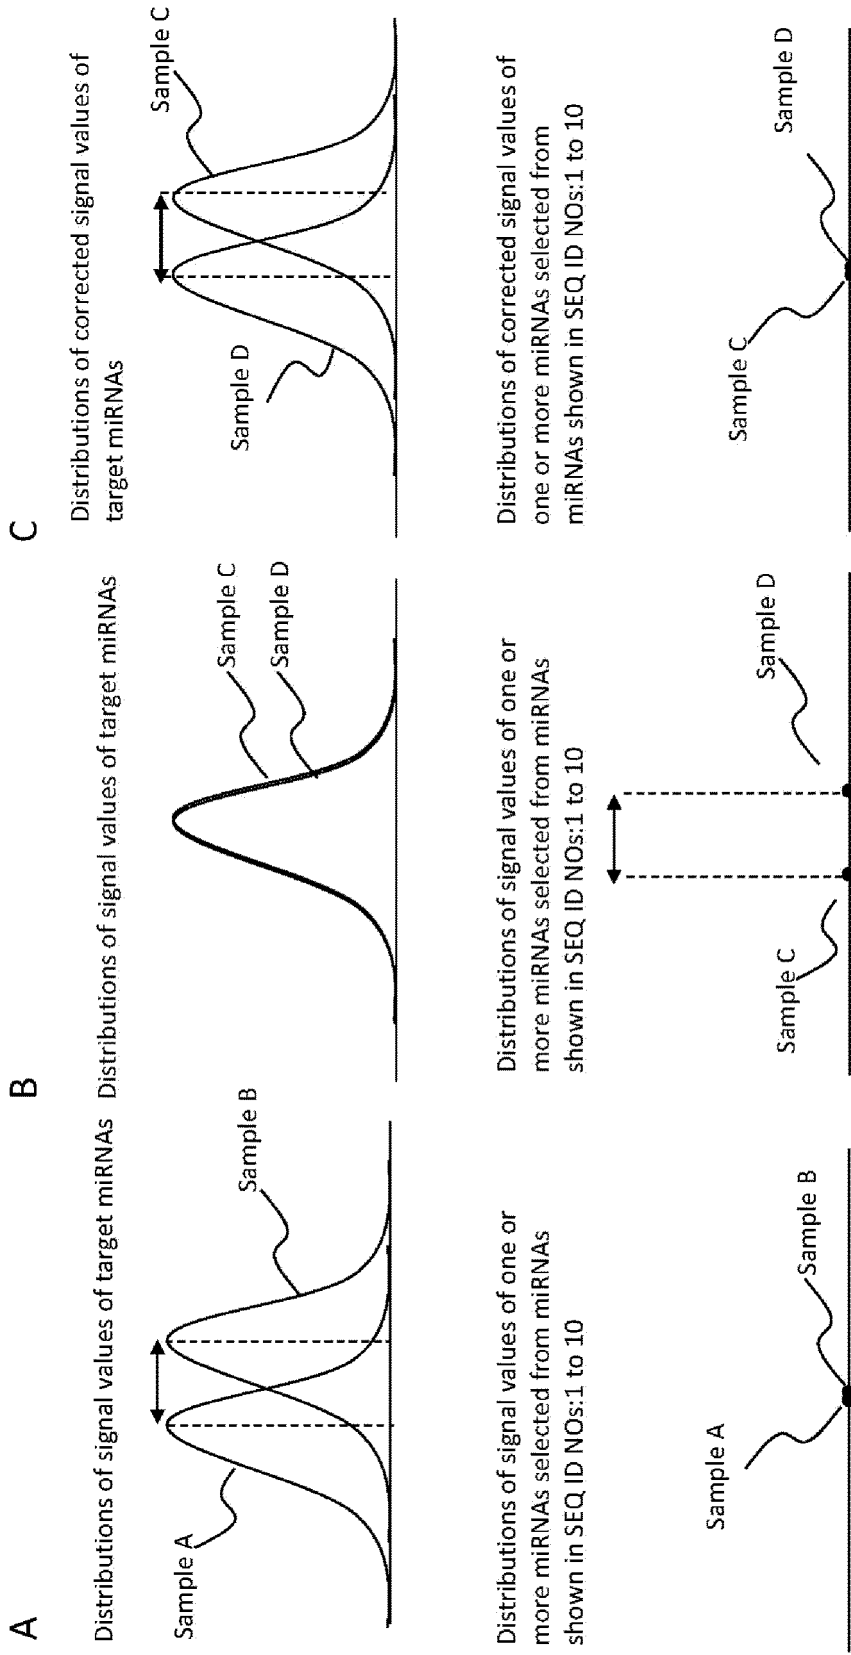 A
Distributions of signal values of target miRNAs
Sample A
Sample B
Distributions of signal values of one or
more miRNAs selected from miRNAs
shown in SEQ ID NOs:1 to 10
Sample A
Sample B
B
Distributions of signal values of target miRNAs
Sample C
Sample D
Distributions of signal values of one or
more miRNAs selected from miRNAs
shown in SEQ ID NOs:1 to 10
Sample C
Sample D
C
Distributions of corrected signal values of
target miRNAs
Sample D
Sample C
Distributions of corrected signal values of
one or more miRNAs selected from
miRNAs shown in SEQ ID NOs:1 to 10
Sample C
Sample D